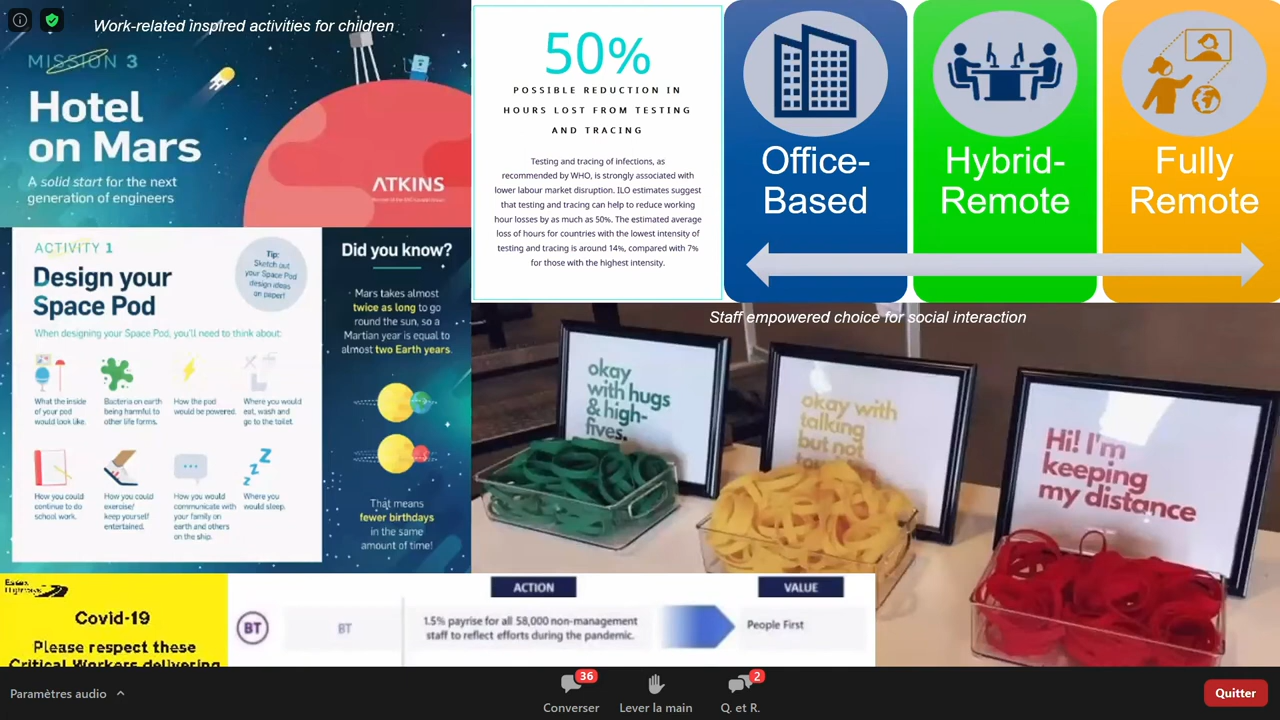 Work-related inspired activities for children
MISSION 3
Hotel
on Mars
A solid start for the next
generation of engineers
ATKINS
ACTIVITY 1
Design your
Space Pod
Tip:
Sketch out
your Space Pod
design ideas
on paper!
When designing your Space Pod, you'll need to think about:
What the inside
of your pod
would look like.
Bacteria on earth
being harmful to
other life forms.
How the pod
would be powered.
Where you would
eat, wash and
go to the toilet.
How you could
continue to do
school work.
How you could
exercise/
keep yourself
entertained.
How you would
communicate with
your family on
earth and others
on the ship.
Where you
would sleep.
Did you know?
Mars takes almost
twice as long to go
round the sun, so a
Martian year is equal to
almost two Earth years.
That means
fewer birthdays
in the same
amount of time!
50%
POSSIBLE REDUCTION IN
HOURS LOST FROM TESTING
AND TRACING
Testing and tracing of infections, as
recommended by WHO, is strongly associated with
lower labour market disruption. ILO estimates suggest
that testing and tracing can help to reduce working
hour losses by as much as 50%. The estimated average
loss of hours for countries with the lowest intensity of
testing and tracing is around 14%, compared with 7%
for those with the highest intensity.
Office-
Based
Hybrid-
Remote
Fully
Remote
Staff empowered choice for social interaction
okay
with hugs
& high-
fives.
okay with
talking
but not
Hi! I'm
keeping
my distance
Essex
Highways
Covid-19
Please respect these
Critical Workers delivering
ACTION
VALUE
BT
BT
1.5% payrise for all 58,000 non-management
staff to reflect efforts during the pandemic.
People First
Paramètres audio
36
Converser
Lever la main
2
Q. et R.
Quitter